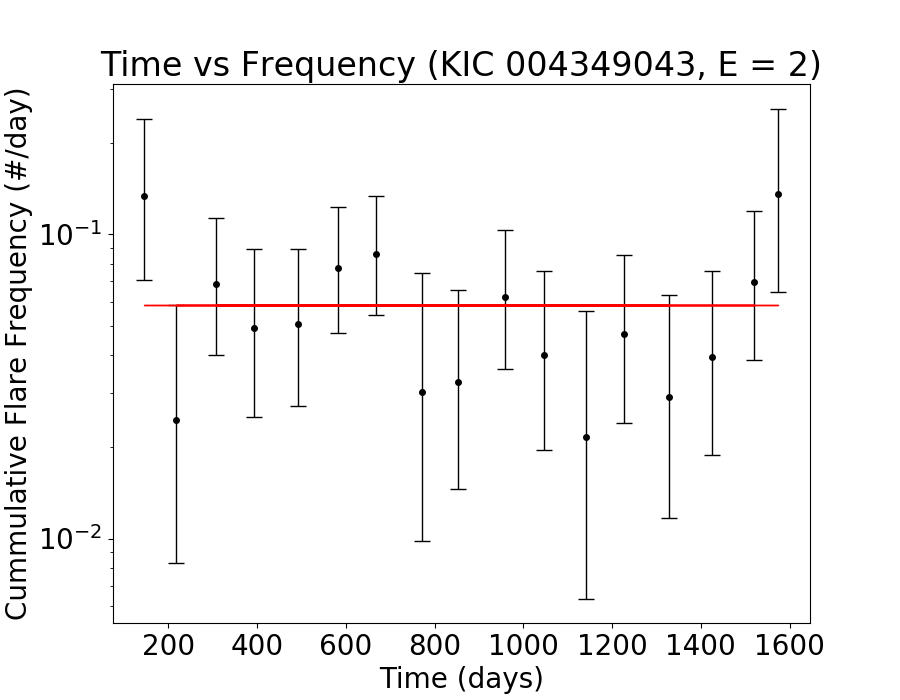 Time vs Frequency (KIC 004349043, E = 2)
Cummulative Flare Frequency (#/day)
10⁻¹
10⁻²
200 400 600 800 1000 1200 1400 1600
Time (days)